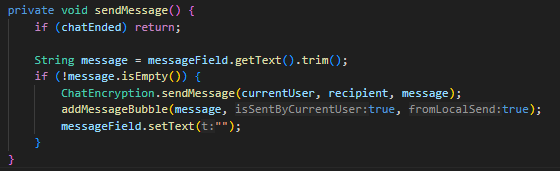 private void sendMessage() {
    if (chatEnded) return;

    String message = messageField.getText().trim();
    if (!message.isEmpty()) {
        ChatEncryption.sendMessage(currentUser, recipient, message);
        addMessageBubble(message, isSentByCurrentUser:true, fromLocalSend:true);
        messageField.setText(t:"");
    }
}